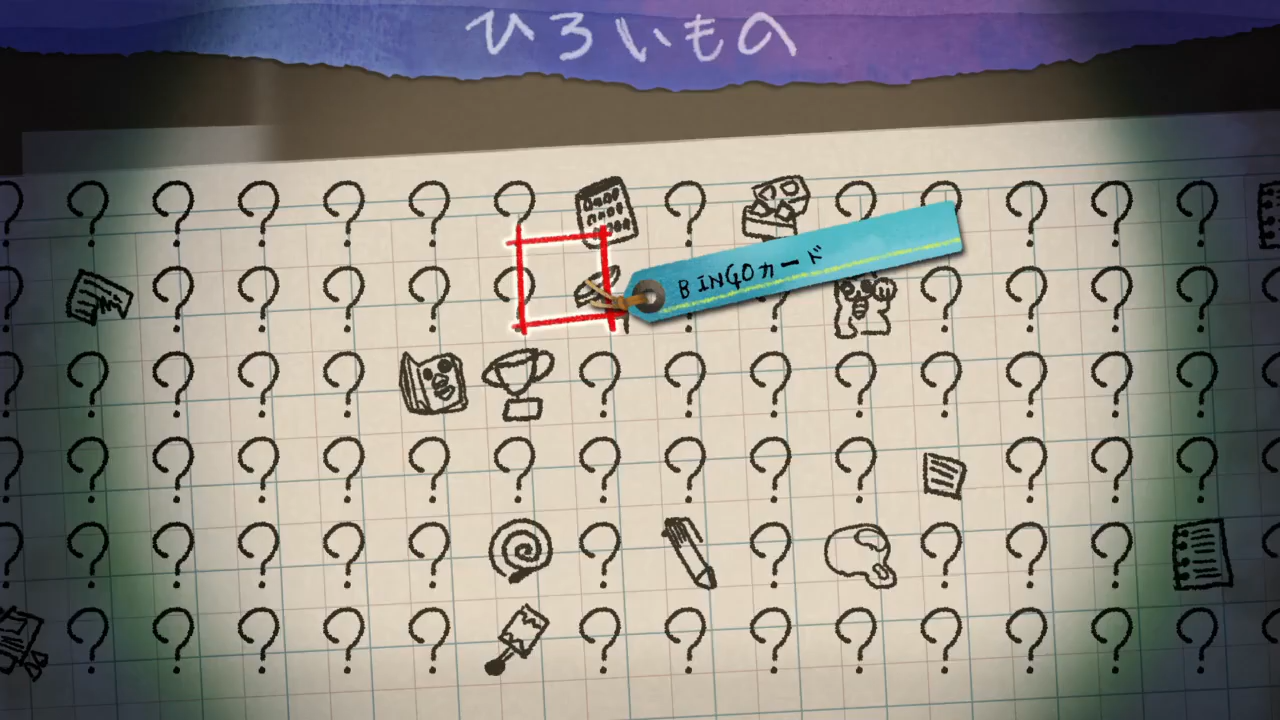 ひろいもの
? ? ? ? ? ? ? ? ? ? ? ? ?
BINGOカード
? ? ? ? ? ? ?
? ? ? ? ? ? ? ? ? ? ? ? ?
? ? ? ? ? ? ? ? ? ? ? ? ? ? ?
? ? ? ? ? ? ? ? ? ? ? ?
? ? ? ? ? ? ? ? ? ? ? ? ? ?